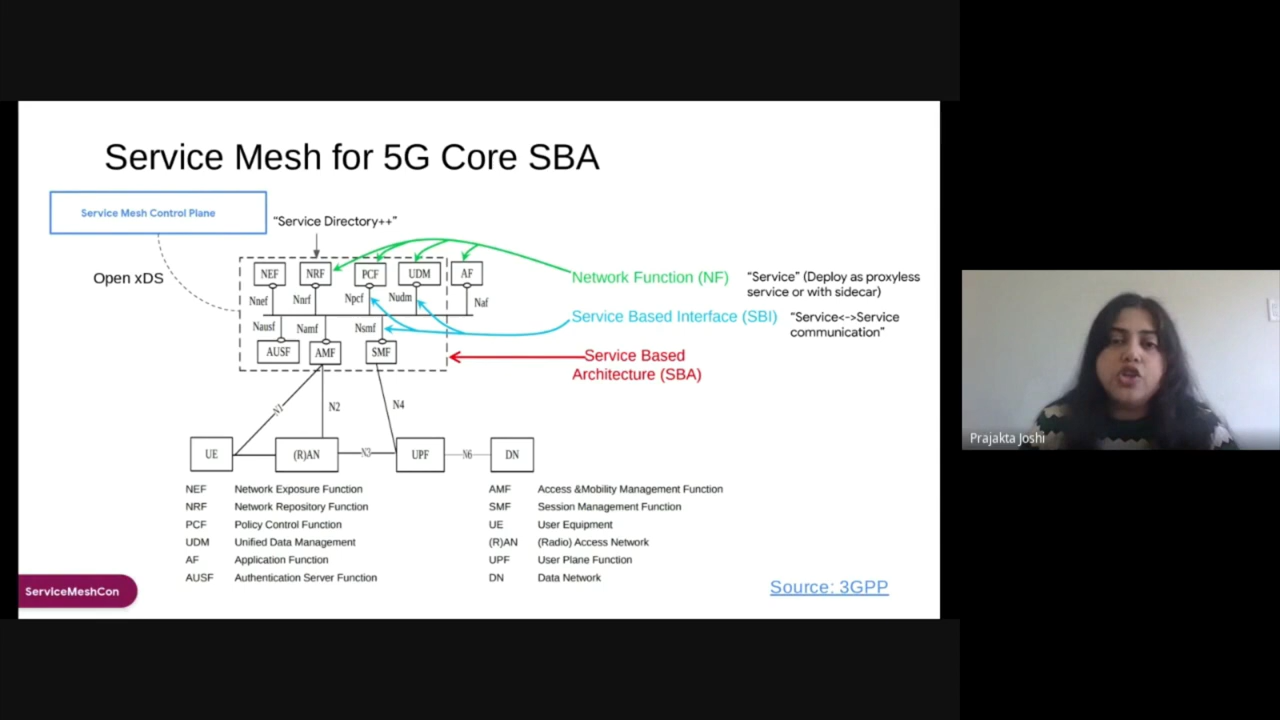 Service Mesh for 5G Core SBA
Service Mesh Control Plane
“Service Directory++”
Open xDS
NEF
NRF
PCF
UDM
AF
Nnef
Nnrf
Npcf
Nudm
Naf
Nausf
Namf
Nsmf
AUSF
AMF
SMF
Network Function (NF)
“Service” (Deploy as proxyless
service or with sidecar)
Service Based Interface (SBI)
“Service<->Service
communication”
Service Based
Architecture (SBA)
N1
N2
N4
UE
(R)AN
N3
UPF
N6
DN
NEF Network Exposure Function
NRF Network Repository Function
PCF Policy Control Function
UDM Unified Data Management
AF Application Function
AUSF Authentication Server Function
AMF Access &Mobility Management Function
SMF Session Management Function
UE User Equipment
(R)AN (Radio) Access Network
UPF User Plane Function
DN Data Network
ServiceMeshCon
Source: 3GPP
Prajakta Joshi